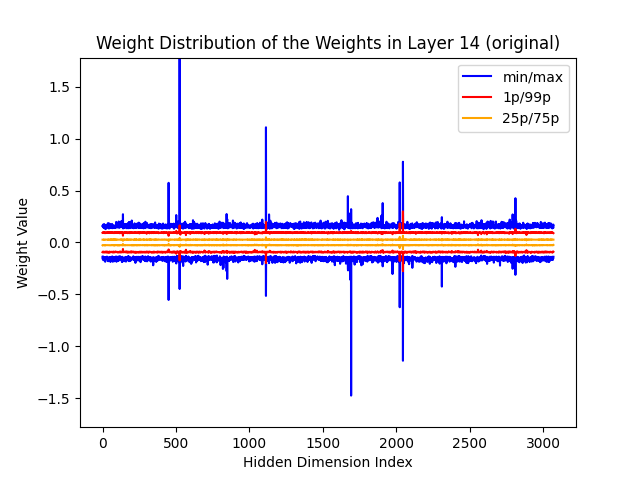 Weight Distribution of the Weights in Layer 14 (original)
min/max
1p/99p
25p/75p
1.5
1.0
0.5
0.0
−0.5
−1.0
−1.5
Weight Value
0 500 1000 1500 2000 2500 3000
Hidden Dimension Index